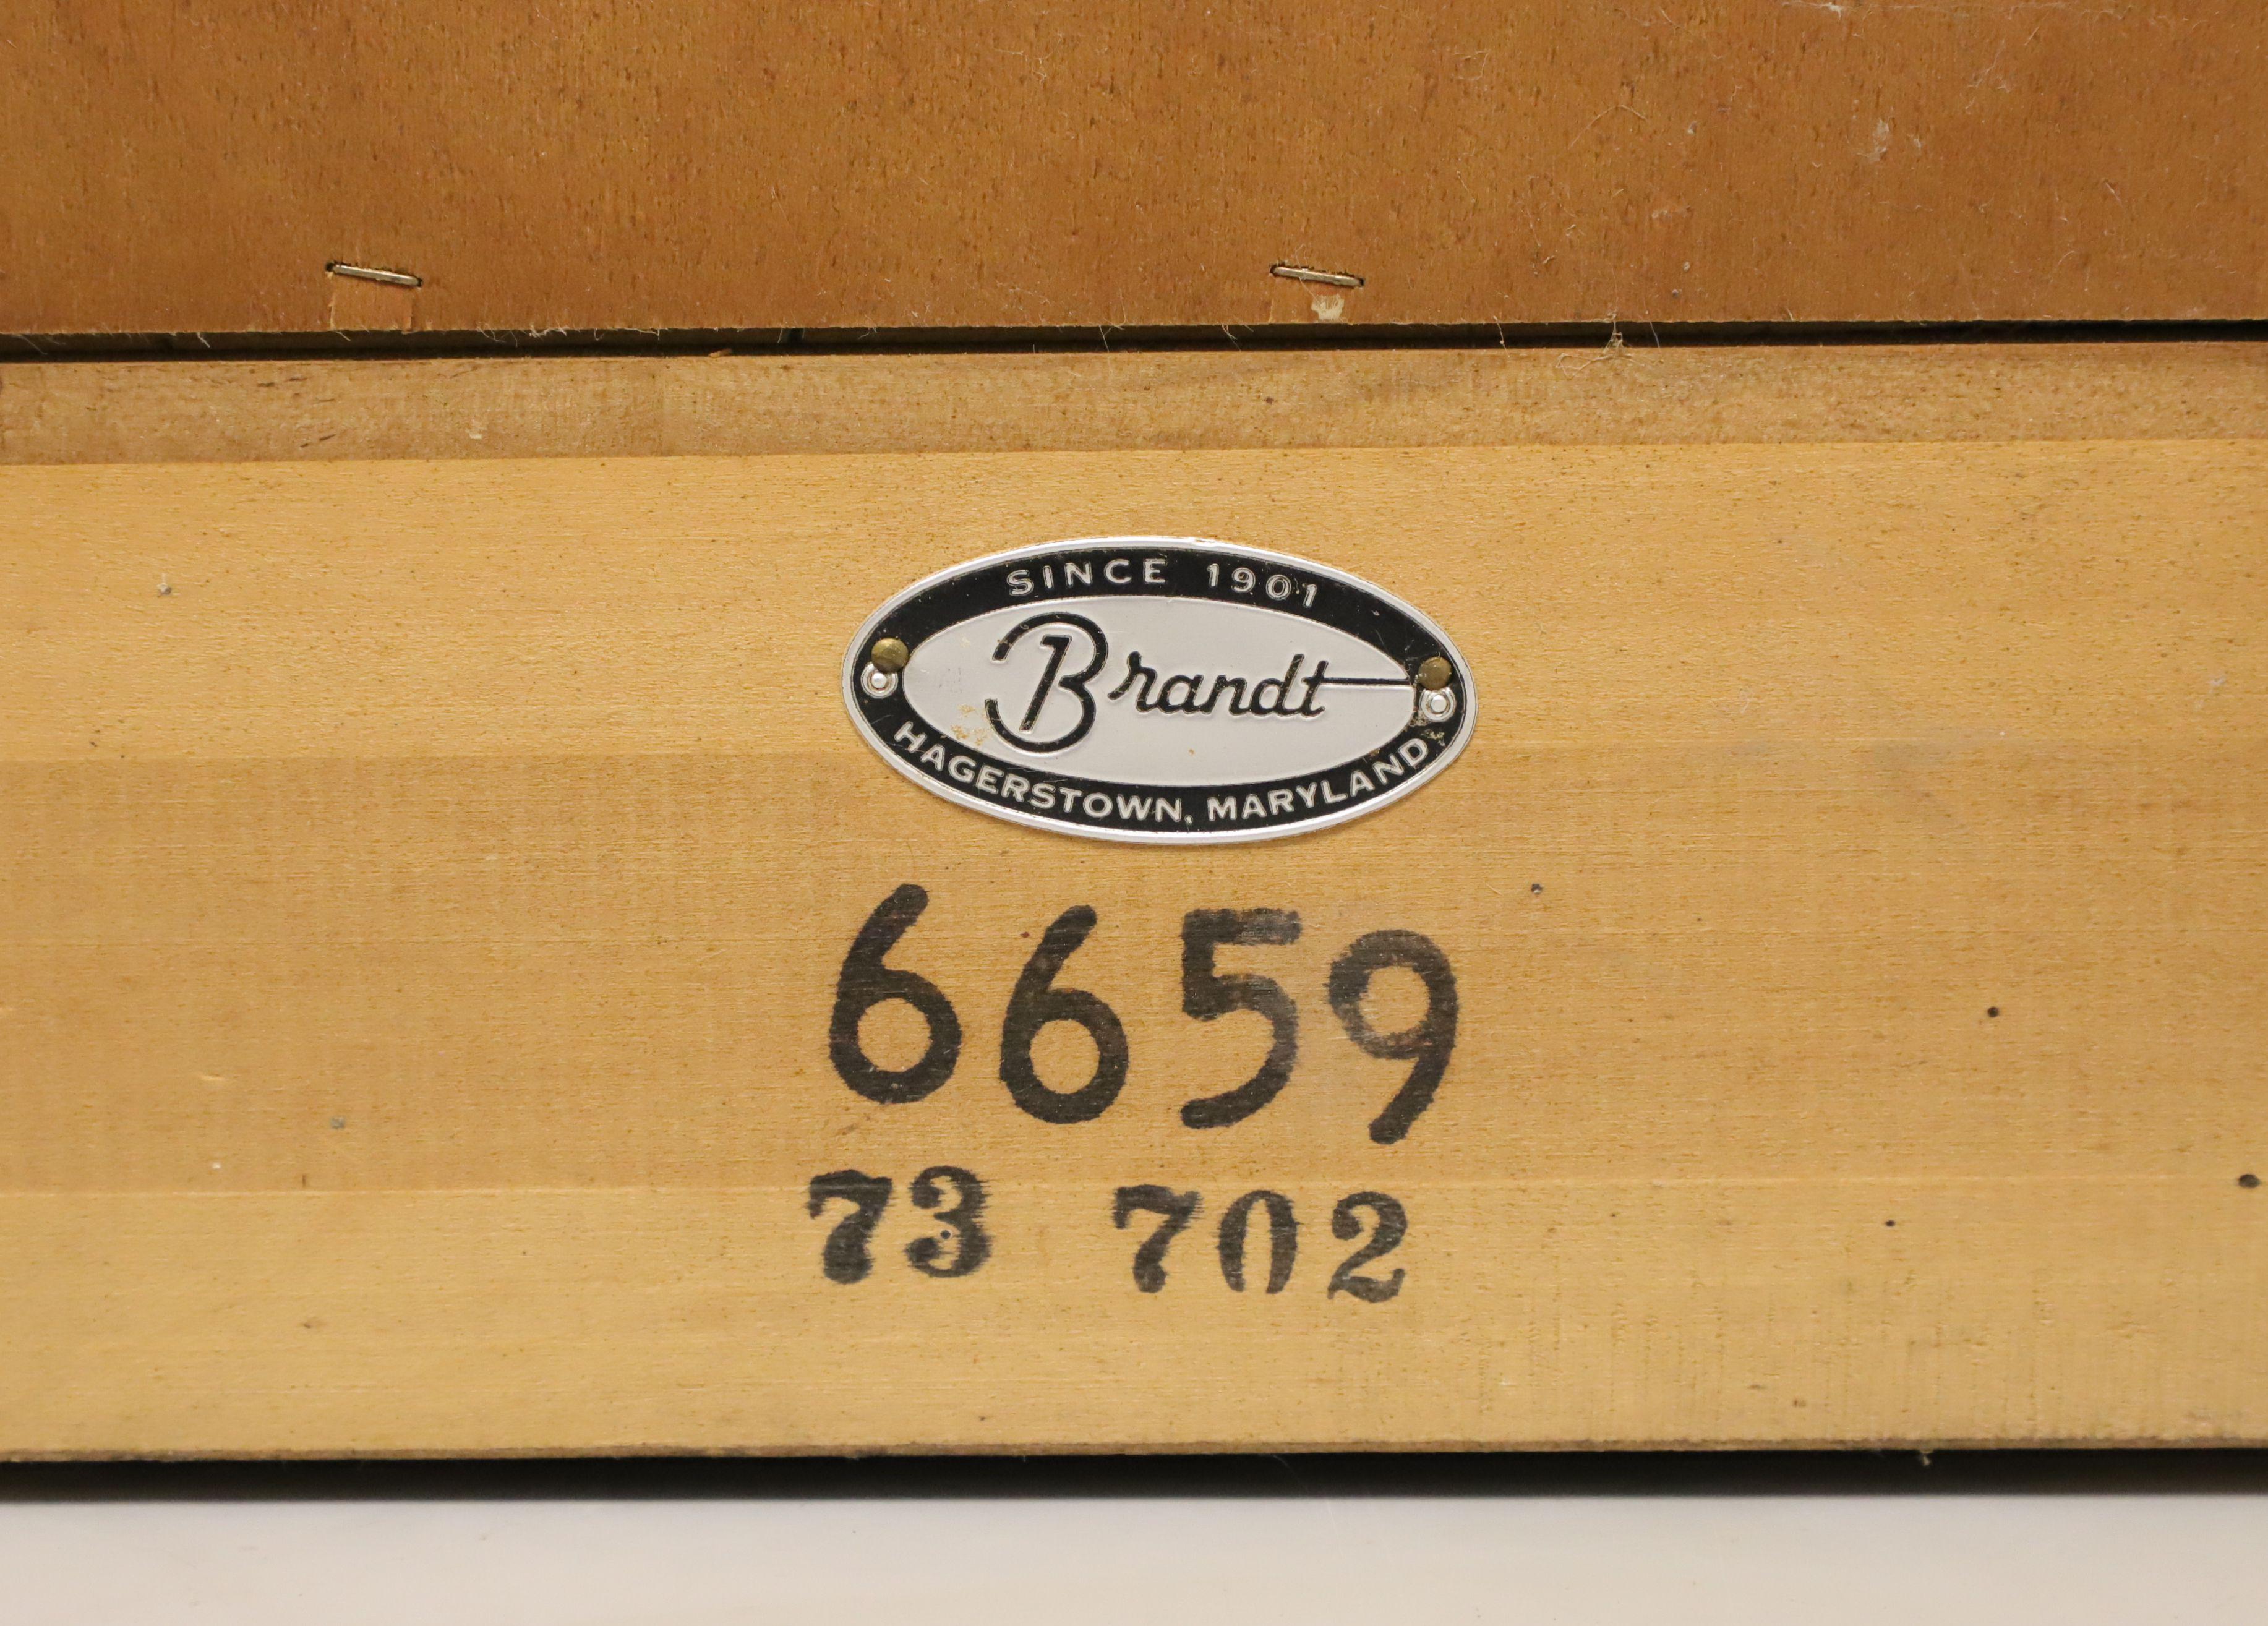 SINCE 1901
Brandt
HAGERSTOWN, MARYLAND
6659
73 702